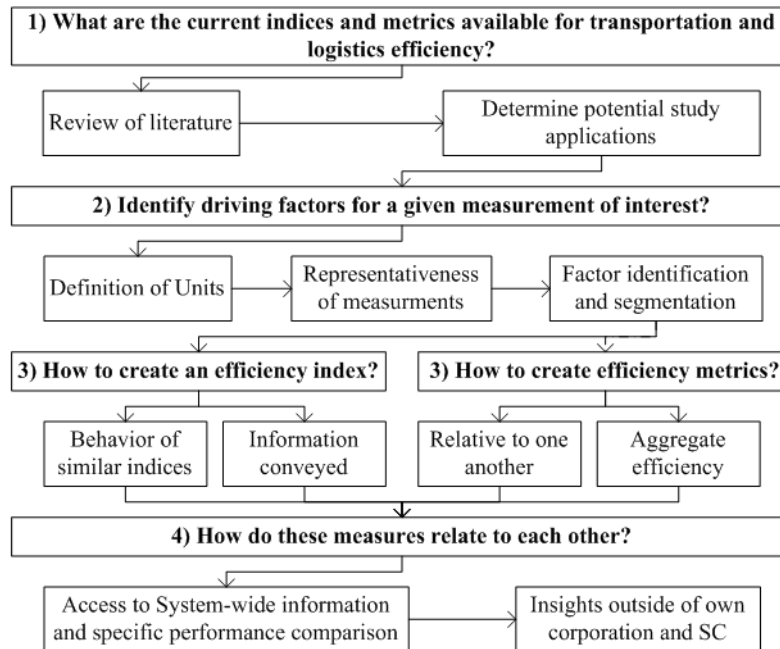 1) What are the current indices and metrics available for transportation and
logistics efficiency?
Review of literature
Determine potential study
applications
2) Identify driving factors for a given measurement of interest?
Definition of Units
Representativeness
of measurments
Factor identification
and segmentation
3) How to create an efficiency index?
3) How to create efficiency metrics?
Behavior of
similar indices
Information
conveyed
Relative to one
another
Aggregate
efficiency
4) How do these measures relate to each other?
Access to System-wide information
and specific performance comparison
Insights outside of own
corporation and SC